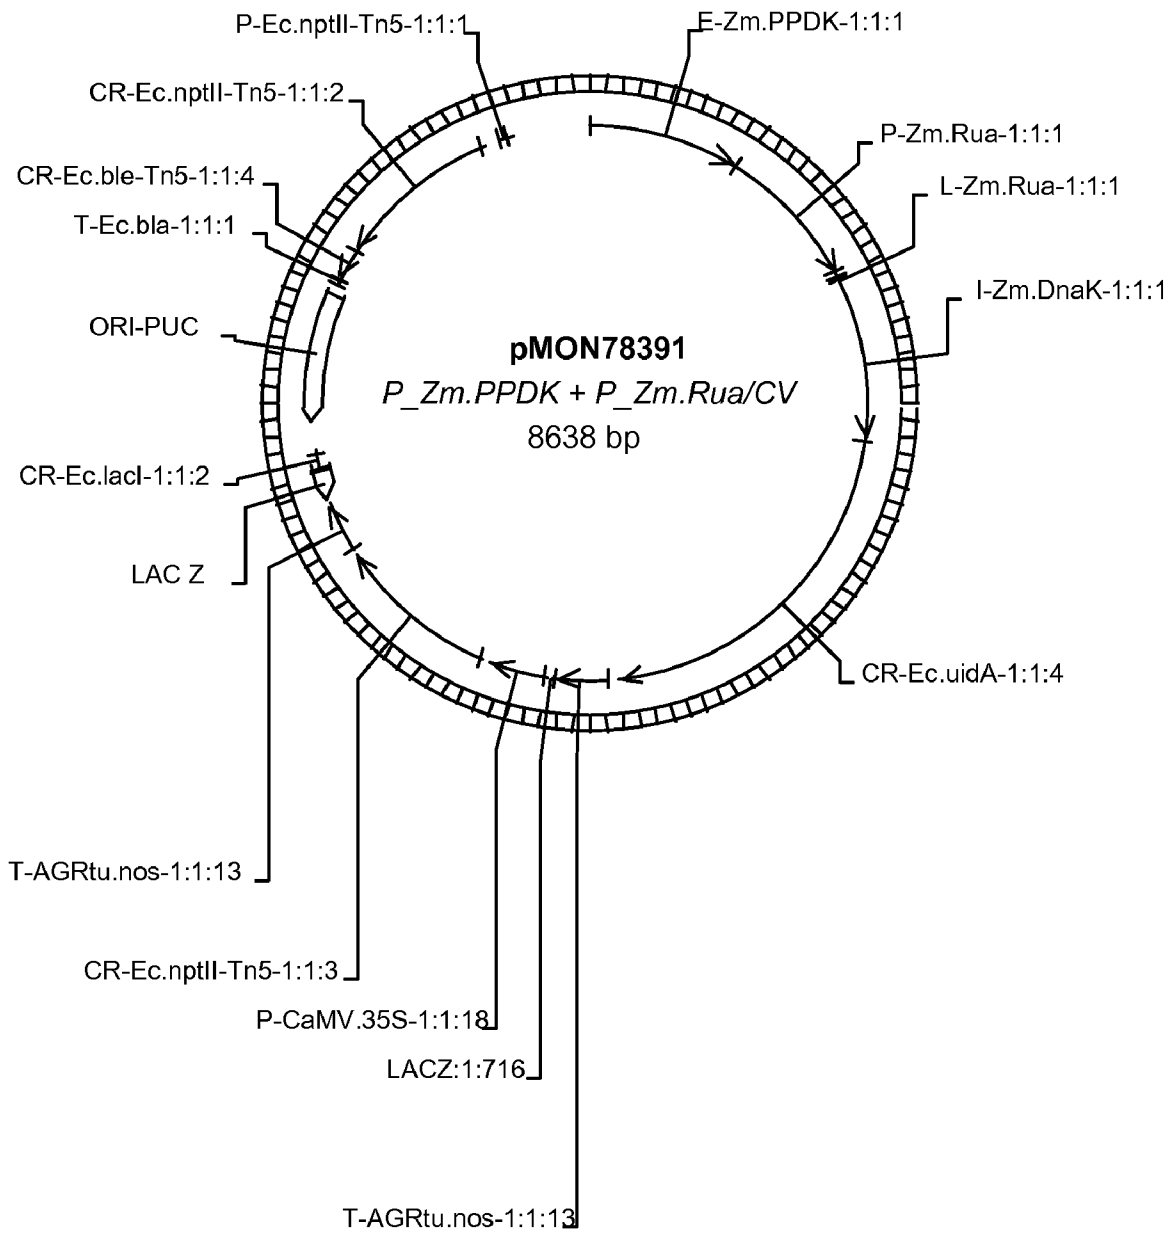 P-Ec.nptII-Tn5-1:1:1
E-Zm.PPDK-1:1:1
CR-Ec.nptII-Tn5-1:1:2
P-Zm.Rua-1:1:1
CR-Ec.ble-Tn5-1:1:4
L-Zm.Rua-1:1:1
T-Ec.bla-1:1:1
I-Zm.DnaK-1:1:1
ORI-PUC
pMON78391
P_Zm.PPDK + P_Zm.Rua/CV
8638 bp
CR-Ec.lacI-1:1:2
LAC Z
CR-Ec.uidA-1:1:4
T-AGRtu.nos-1:1:13
CR-Ec.nptII-Tn5-1:1:3
P-CaMV.35S-1:1:18
LACZ:1:716
T-AGRtu.nos-1:1:13